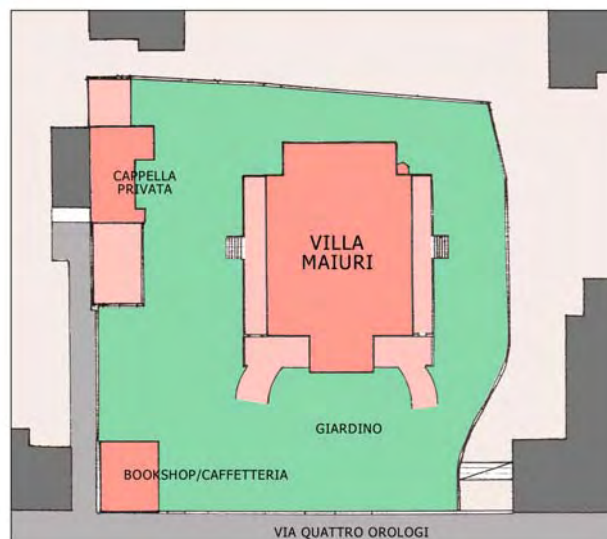 CAPPELLA
PRIVATA
VILLA
MAIURI
GIARDINO
BOOKSHOP/CAFFETTERIA
VIA QUATTRO OROLOGI